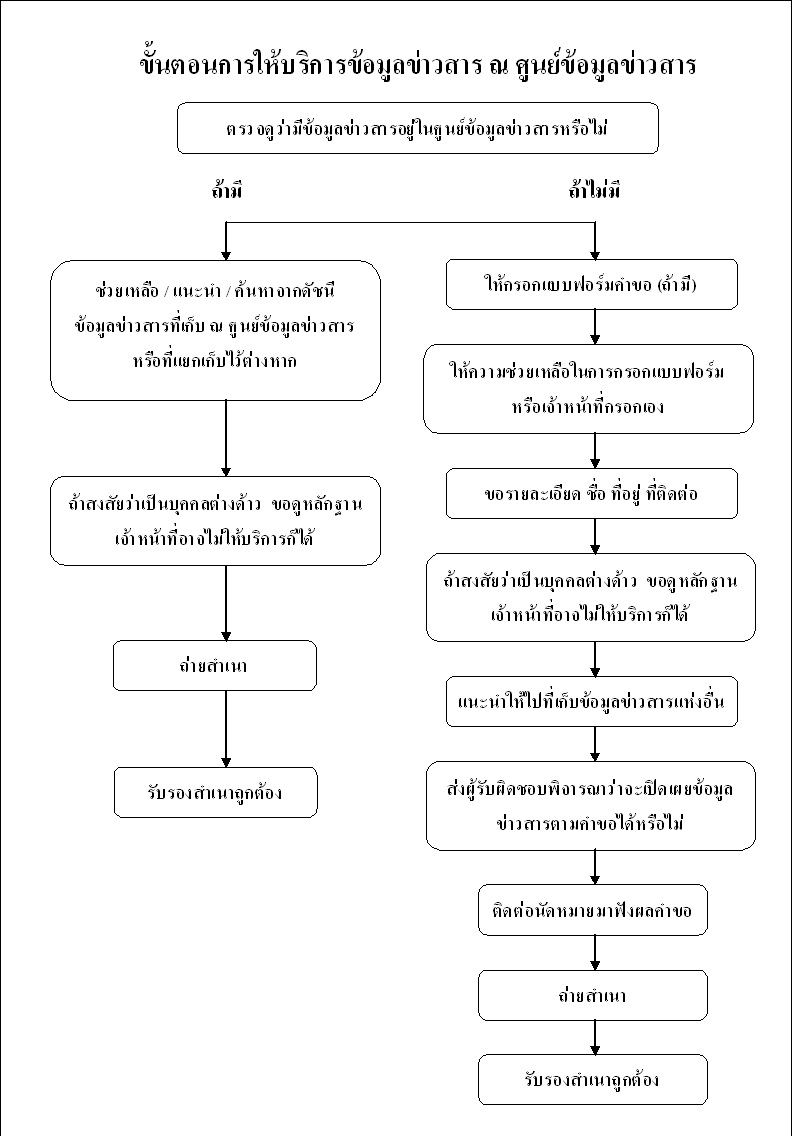 ขั้นตอนการให้บริการข้อมูลข่าวสาร ณ ศูนย์ข้อมูลข่าวสาร
ตรวจดูว่ามีข้อมูลข่าวสารอยู่ในศูนย์ข้อมูลข่าวสารหรือไม่
ถ้ามี
ช่วยเหลือ / แนะนำ / ค้นหาจากดัชนี
ข้อมูลข่าวสารที่เก็บ ณ ศูนย์ข้อมูลข่าวสาร
หรือที่แยกเก็บไว้ต่างหาก
ถ้าสงสัยว่าเป็นบุคคลต่างด้าว ขอดูหลักฐาน
เจ้าหน้าที่อาจไม่ให้บริการก็ได้
ถ่ายสำเนา
รับรองสำเนาถูกต้อง
ถ้าไม่มี
ให้กรอกแบบฟอร์มคำขอ (ถ้ามี)
ให้ความช่วยเหลือในการกรอกแบบฟอร์ม
หรือเจ้าหน้าที่กรอกเอง
ขอรายละเอียด ชื่อ ที่อยู่ ที่ติดต่อ
ถ้าสงสัยว่าเป็นบุคคลต่างด้าว ขอดูหลักฐาน
เจ้าหน้าที่อาจไม่ให้บริการก็ได้
แนะนำให้ไปที่เก็บข้อมูลข่าวสารแห่งอื่น
ส่งผู้รับผิดชอบพิจารณาว่าจะเปิดเผยข้อมูล
ข่าวสารตามคำขอได้หรือไม่
ติดต่อนัดหมายมาฟังผลคำขอ
ถ่ายสำเนา
รับรองสำเนาถูกต้อง